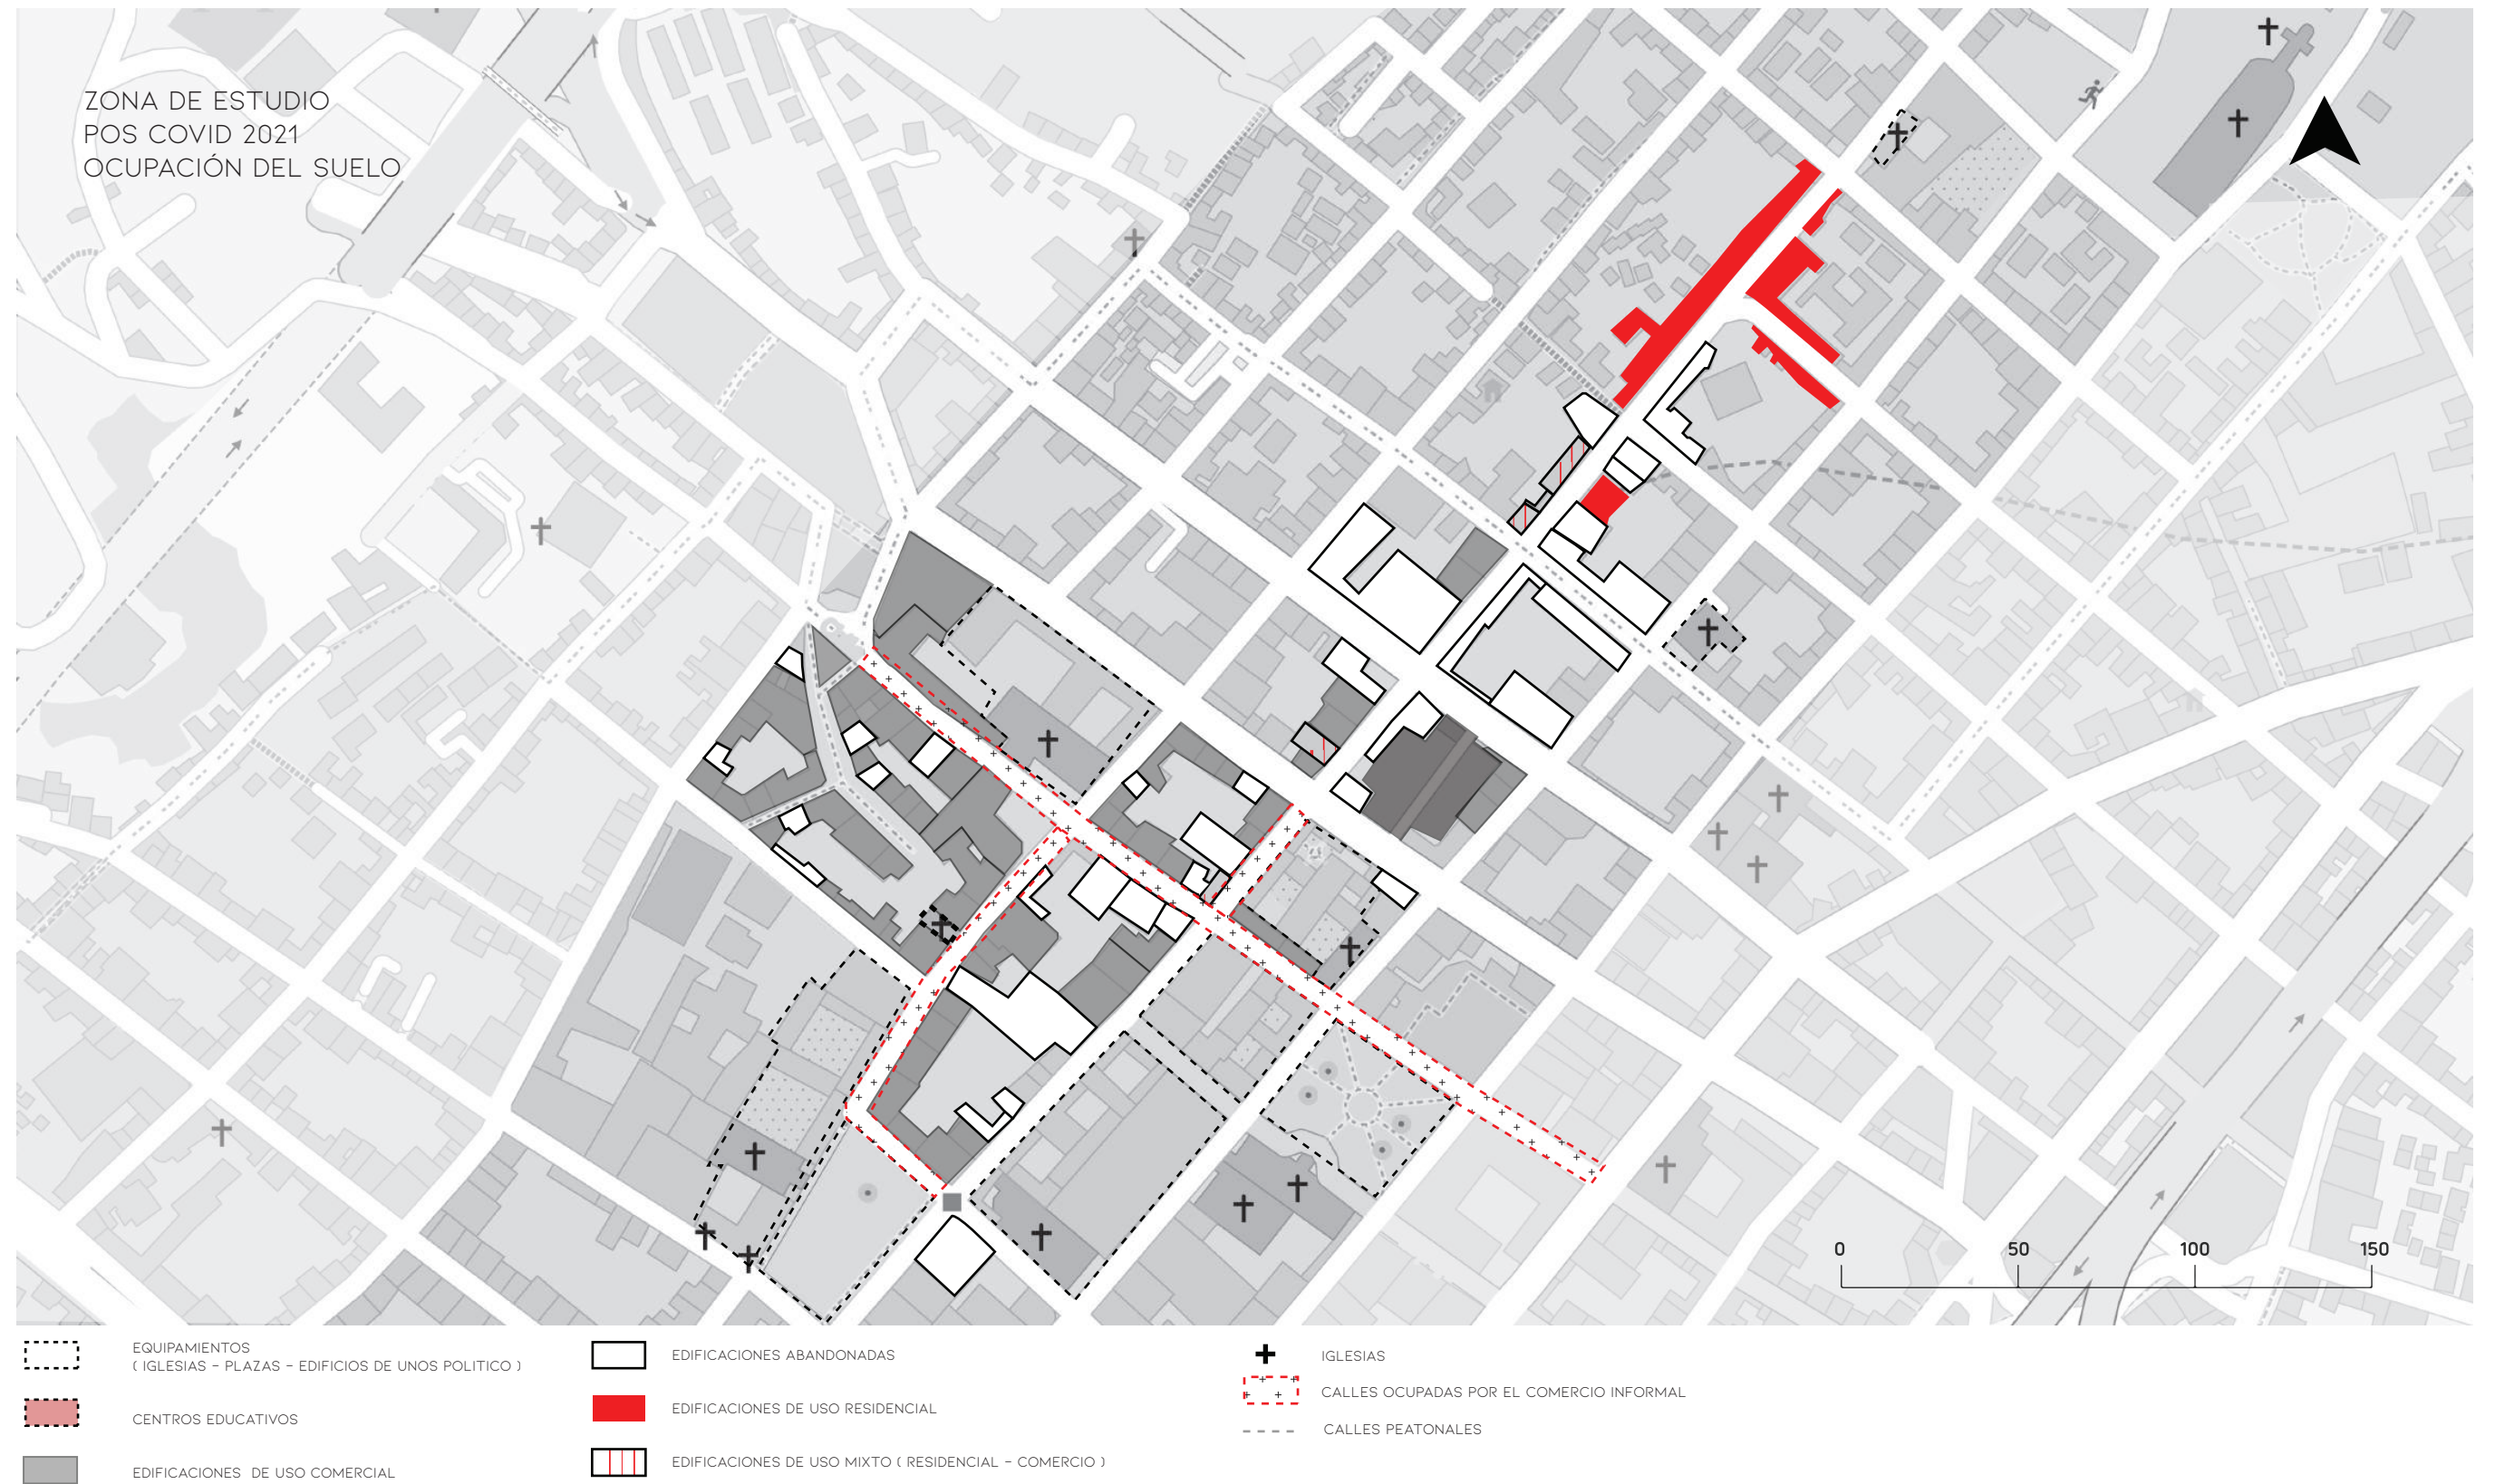 ZONA DE ESTUDIO
POS COVID 2021
OCUPACIÓN DEL SUELO
0 50 100 150
EQUIPAMIENTOS
( IGLESIAS - PLAZAS - EDIFICIOS DE UNOS POLITICO )
CENTROS EDUCATIVOS
EDIFICACIONES DE USO COMERCIAL
EDIFICACIONES ABANDONADAS
EDIFICACIONES DE USO RESIDENCIAL
EDIFICACIONES DE USO MIXTO ( RESIDENCIAL - COMERCIO )
IGLESIAS
CALLES OCUPADAS POR EL COMERCIO INFORMAL
CALLES PEATONALES